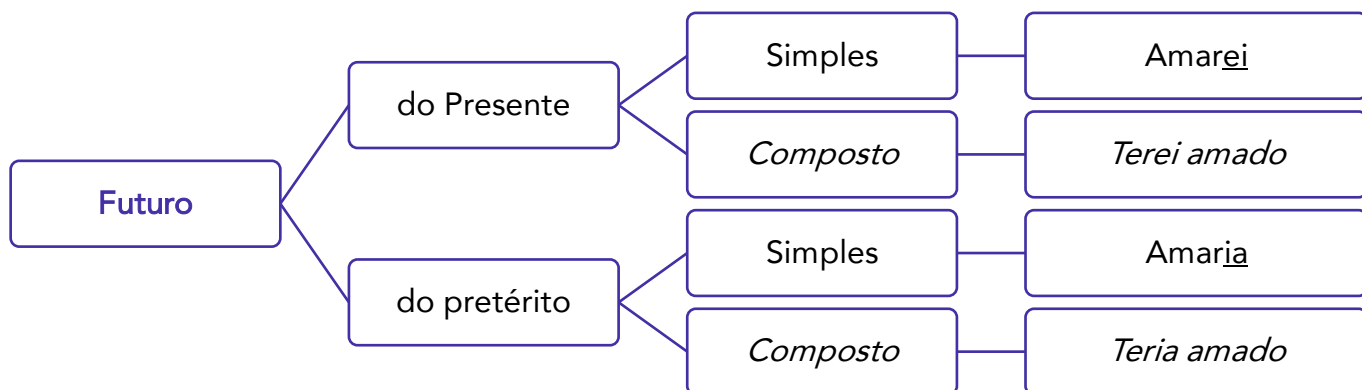 Futuro
do Presente
Simples
Amarei
Composto
Terei amado
do pretérito
Simples
Amaria
Composto
Teria amado